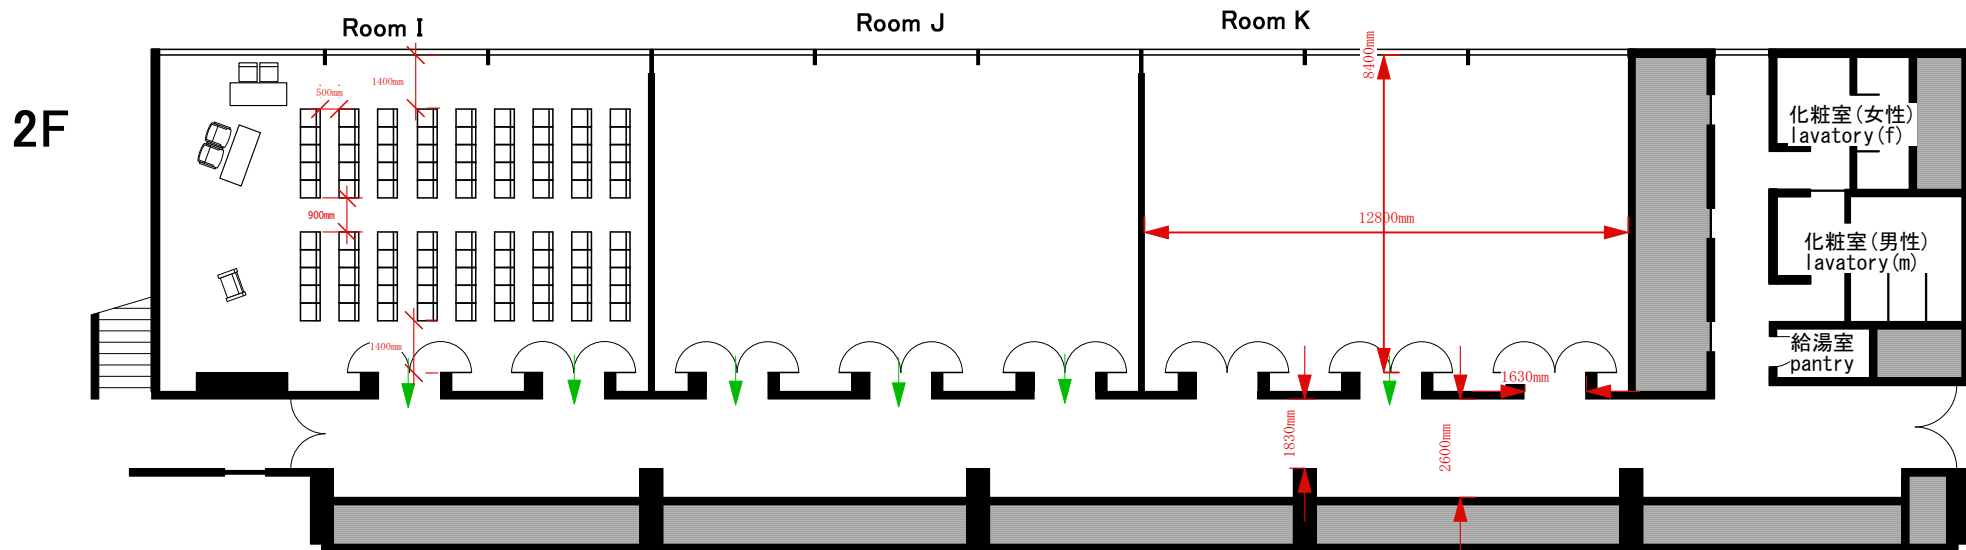 Room I
Room J
Room K
2F
1400mm
500mm
8400mm
900mm
12800mm
1400mm
1630mm
1830mm
2600mm
化粧室(女性)
lavatory(f)
化粧室(男性)
lavatory(m)
給湯室
pantry